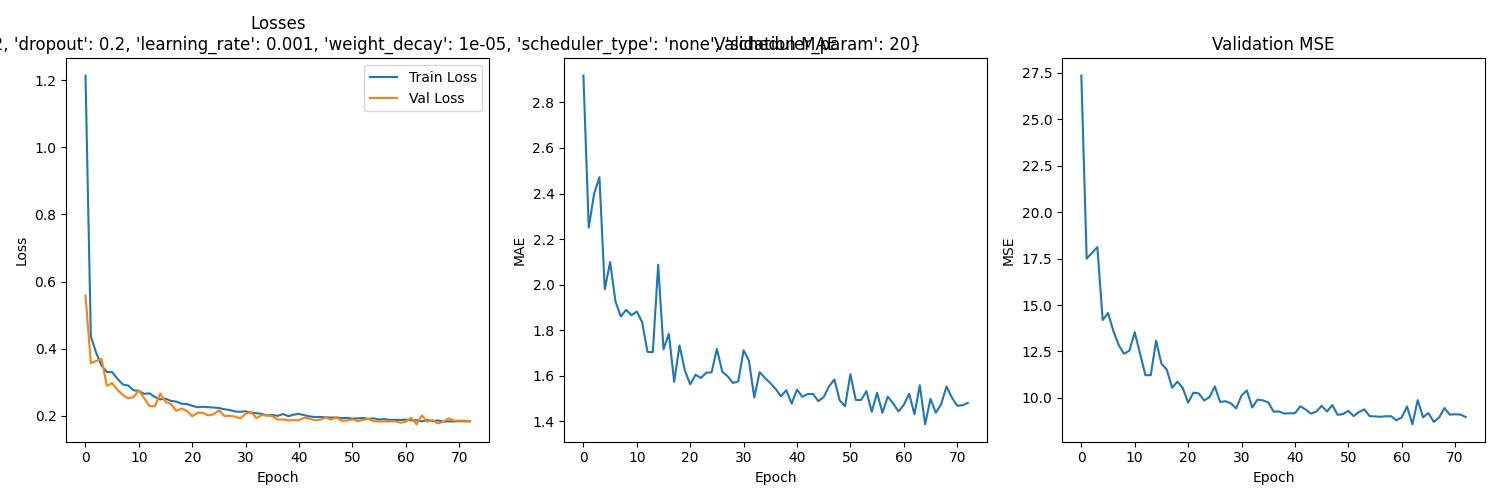 Losses
2, 'dropout': 0.2, 'learning_rate': 0.001, 'weight_decay': 1e-05, 'scheduler_type': 'none', 'scheduler_param': 20}
Train Loss
Val Loss
1.2
1.0
0.8
0.6
0.4
0.2
Loss
0 10 20 30 40 50 60 70
Epoch
Validation MAE
2.8
2.6
2.4
2.2
2.0
1.8
1.6
1.4
MAE
0 10 20 30 40 50 60 70
Epoch
Validation MSE
27.5
25.0
22.5
20.0
17.5
15.0
12.5
10.0
MSE
0 10 20 30 40 50 60 70
Epoch